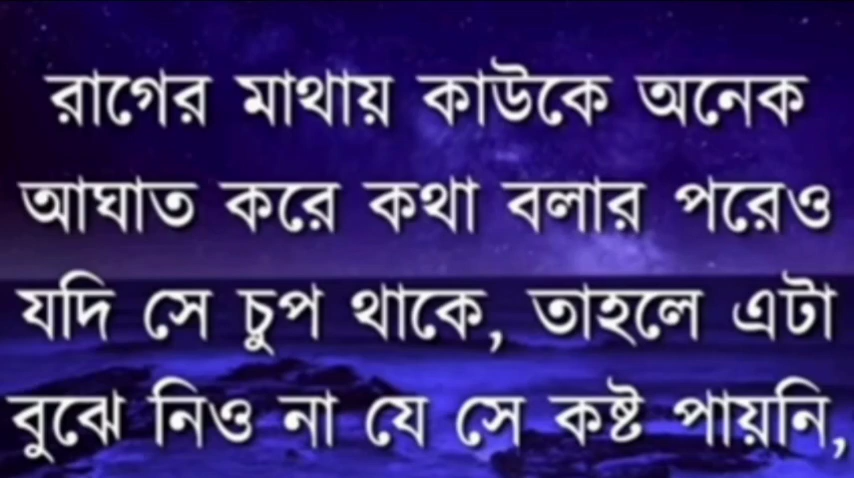 রাগের মাথায় কাউকে অনেক
আঘাত করে কথা বলার পরেও
যদি সে চুপ থাকে, তাহলে এটা
বুঝে নিও না যে সে কষ্ট পায়নি,